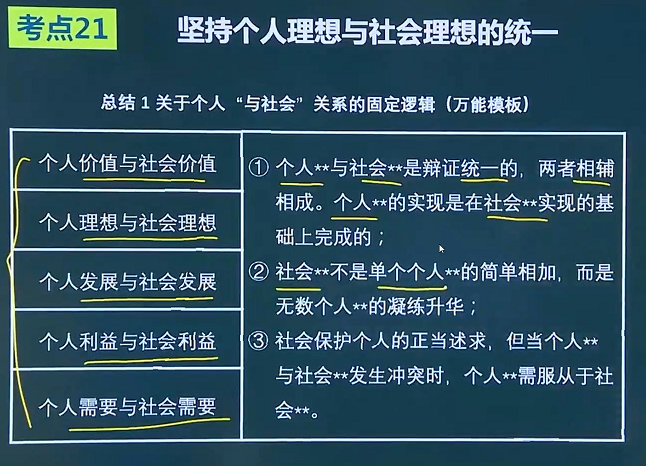 考点21
坚持个人理想与社会理想的统一
总结 1 关于个人“与社会”关系的固定逻辑（万能模板）
个人价值与社会价值
个人理想与社会理想
个人发展与社会发展
个人利益与社会利益
个人需要与社会需要
① 个人**与社会**是辩证统一的，两者相辅
相成。个人**的实现是在社会**实现的基
础上完成的；
② 社会**不是单个个人**的简单相加，而是
无数个人**的凝练升华；
③ 社会保护个人的正当述求，但当个人**
与社会**发生冲突时，个人**需服从于社
会**。